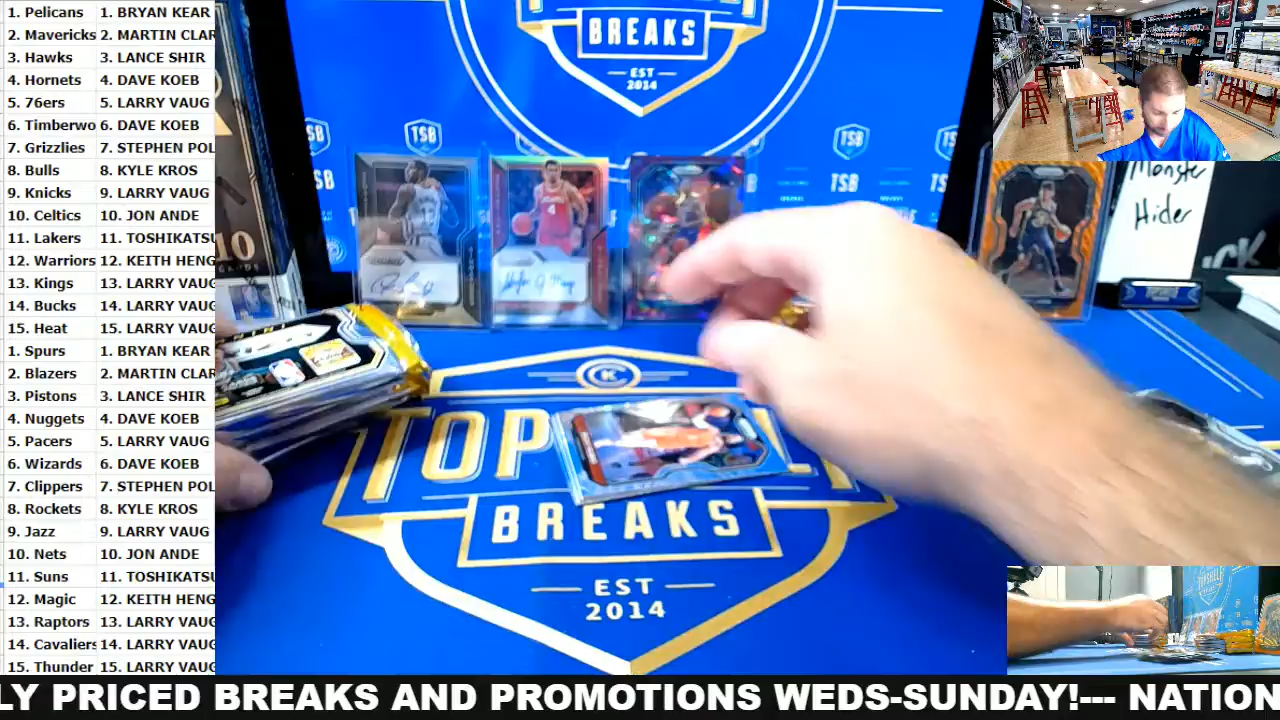 1. Pelicans 1. BRYAN KEAR
2. Mavericks 2. MARTIN CLAR
3. Hawks 3. LANCE SHIR
4. Hornets 4. DAVE KOEB
5. 76ers 5. LARRY VAUG
6. Timberwo 6. DAVE KOEB
7. Grizzlies 7. STEPHEN POL
8. Bulls 8. KYLE KROS
9. Knicks 9. LARRY VAUG
10. Celtics 10. JON ANDE
11. Lakers 11. TOSHIKATSU
12. Warriors 12. KEITH HENG
13. Kings 13. LARRY VAUG
14. Bucks 14. LARRY VAUG
15. Heat 15. LARRY VAUG
1. Spurs 1. BRYAN KEAR
2. Blazers 2. MARTIN CLAR
3. Pistons 3. LANCE SHIR
4. Nuggets 4. DAVE KOEB
5. Pacers 5. LARRY VAUG
6. Wizards 6. DAVE KOEB
7. Clippers 7. STEPHEN POL
8. Rockets 8. KYLE KROS
9. Jazz 9. LARRY VAUG
10. Nets 10. JON ANDE
11. Suns 11. TOSHIKATSU
12. Magic 12. KEITH HENG
13. Raptors 13. LARRY VAUG
14. Cavaliers 14. LARRY VAUG
15. Thunder 15. LARRY VAUG
BREAKS
EST
2014
TSB
TSB
TSB
TSB
Monster
Hider
TOP
BREAKS
EST
2014
LY PRICED BREAKS AND PROMOTIONS WEDS-SUNDAY!--- NATION